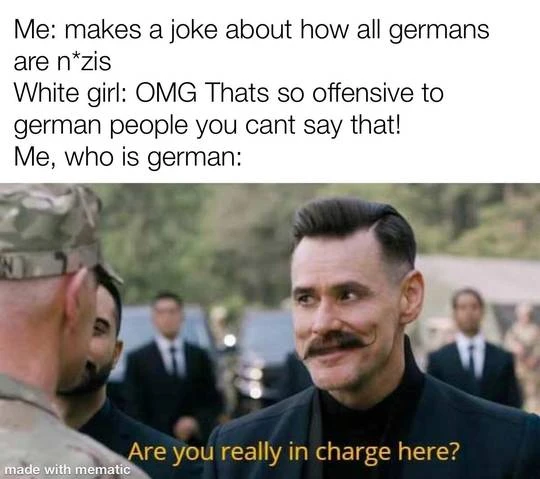 Me: makes a joke about how all germans
are n*zis
White girl: OMG Thats so offensive to
german people you cant say that!
Me, who is german:
Are you really in charge here?
made with mematic